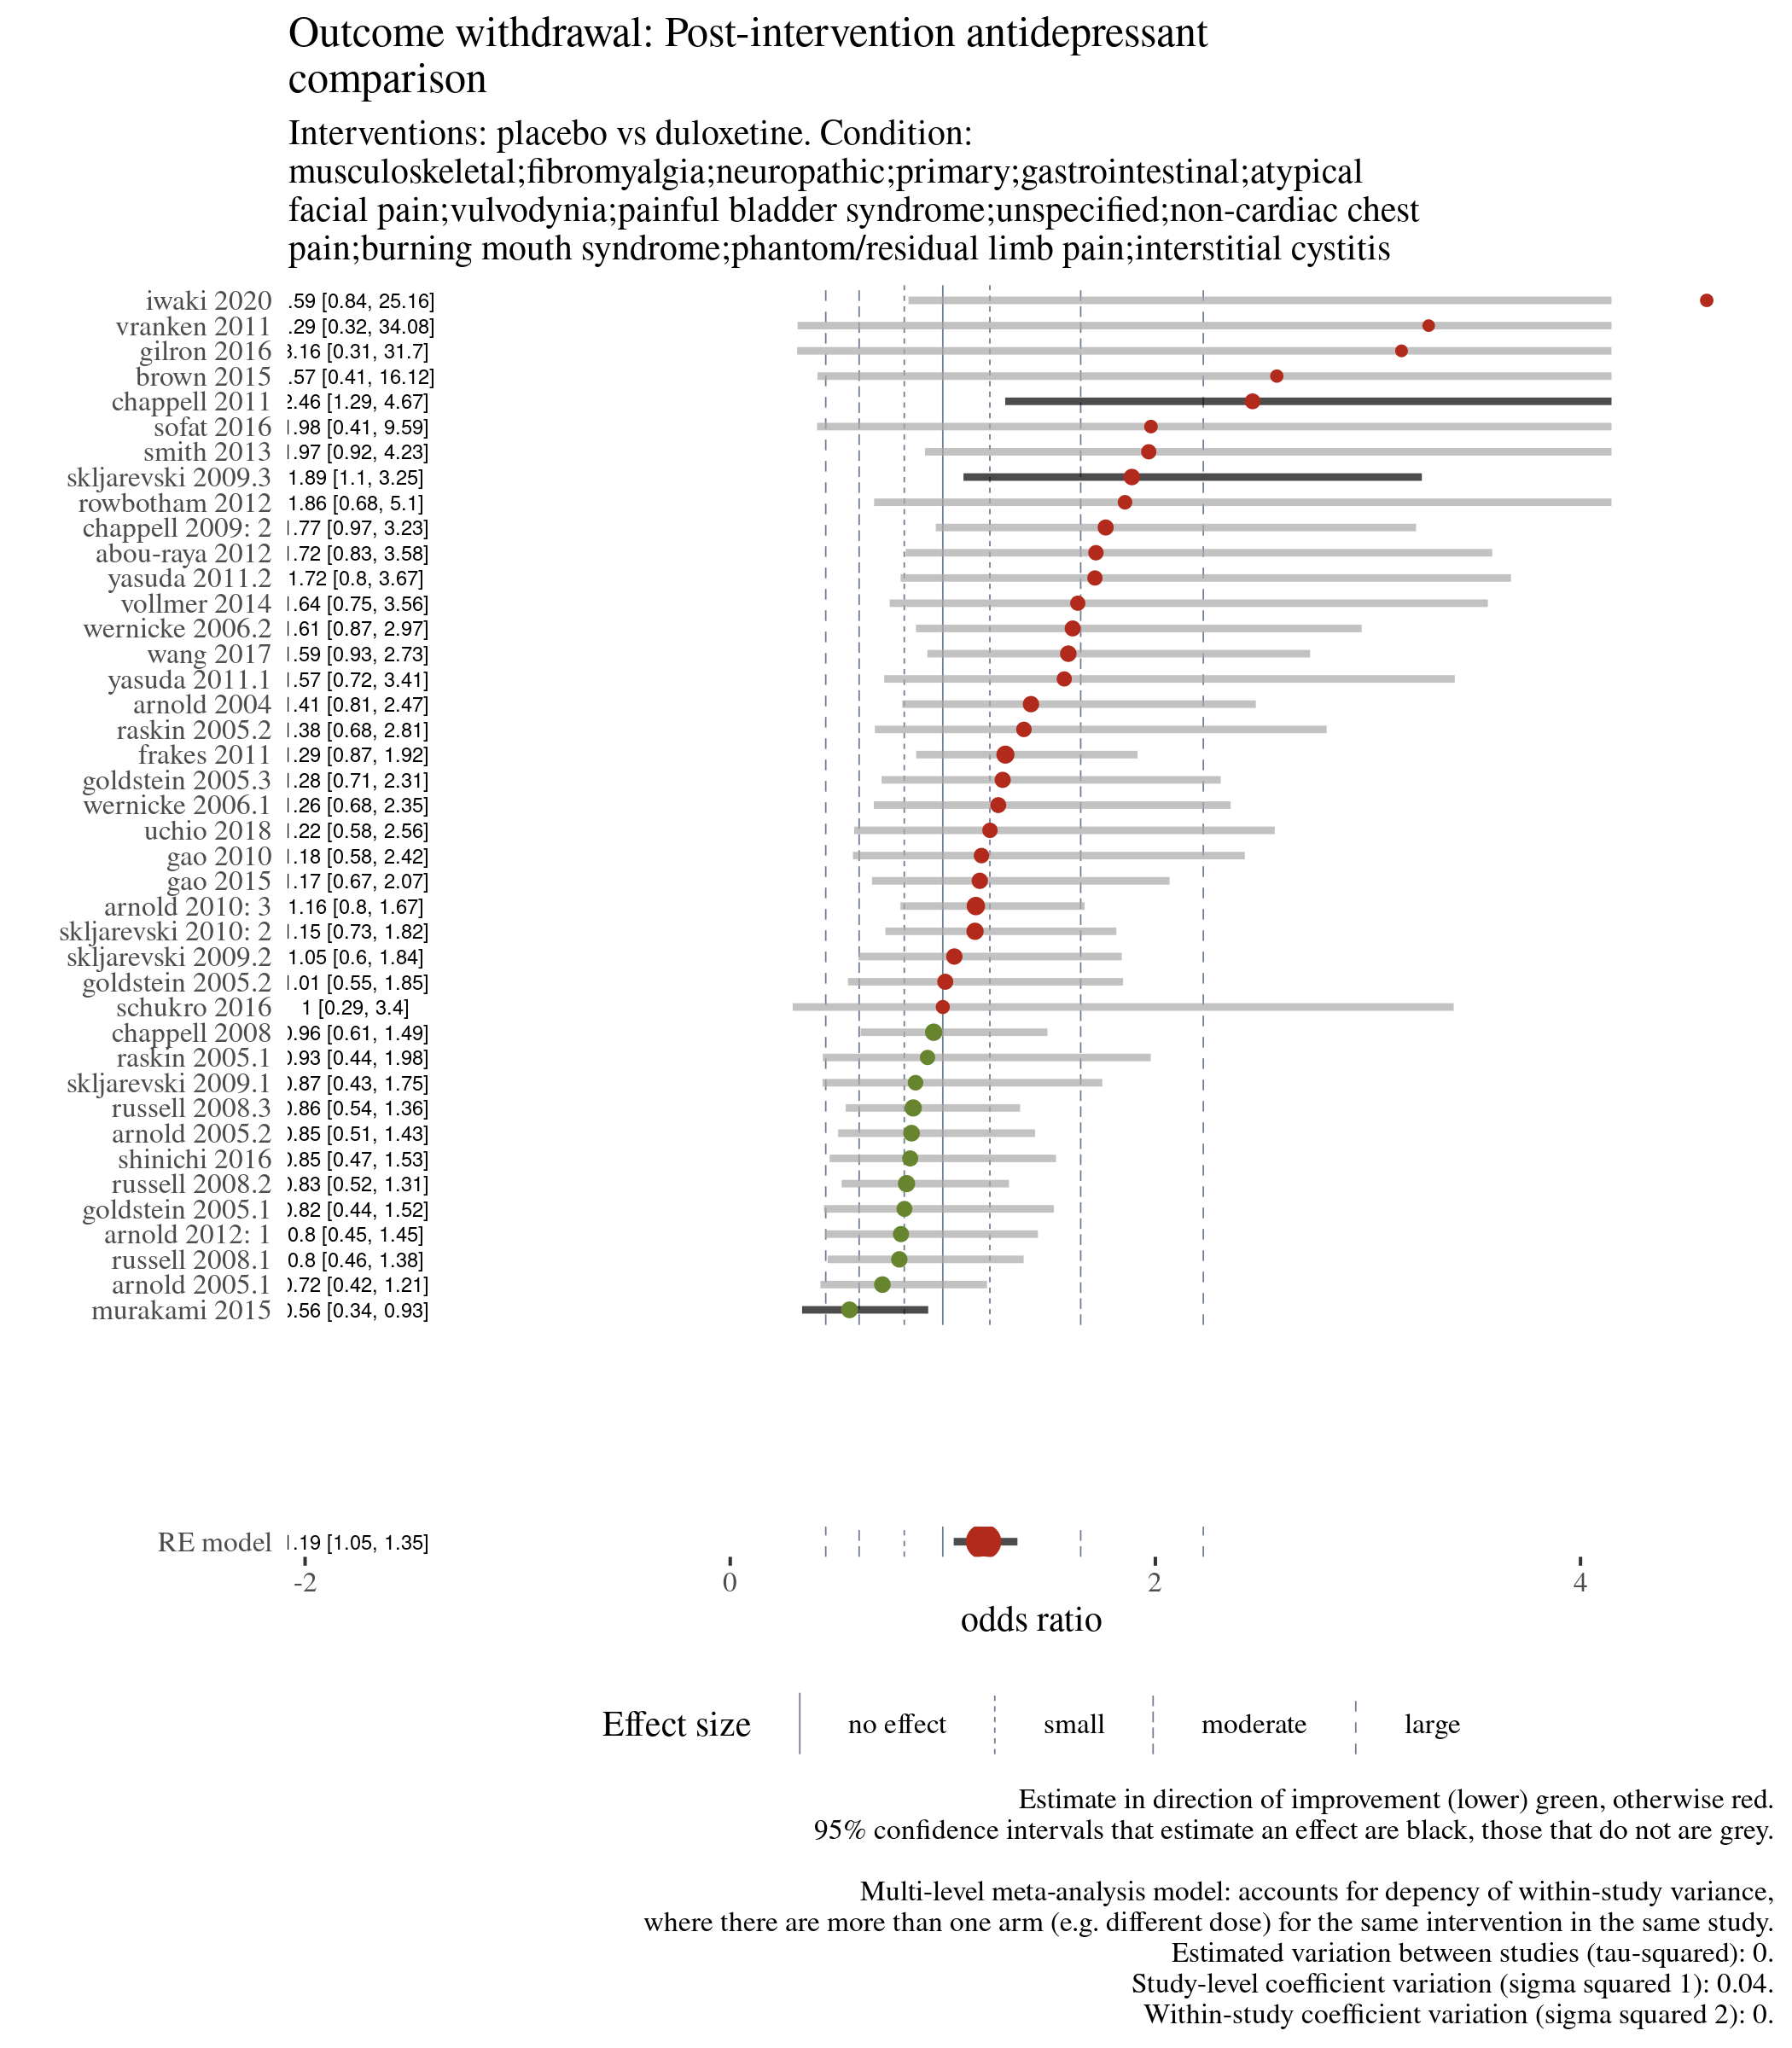 Outcome withdrawal: Post-intervention antidepressant
comparison
Interventions: placebo vs duloxetine. Condition:
musculoskeletal;fibromyalgia;neuropathic;primary;gastrointestinal;atypical
facial pain;vulvodynia;painful bladder syndrome;unspecified;non-cardiac chest
pain;burning mouth syndrome;phantom/residual limb pain;interstitial cystitis
iwaki 2020 .59 [0.84, 25.16]
vranken 2011 .29 [0.32, 34.08]
gilron 2016 3.16 [0.31, 31.7]
brown 2015 .57 [0.41, 16.12]
chappell 2011 2.46 [1.29, 4.67]
sofat 2016 1.98 [0.41, 9.59]
smith 2013 1.97 [0.92, 4.23]
skljarevski 2009.3 1.89 [1.1, 3.25]
rowbotham 2012 1.86 [0.68, 5.1]
chappell 2009: 2 1.77 [0.97, 3.23]
abou-raya 2012 1.72 [0.83, 3.58]
yasuda 2011.2 1.72 [0.8, 3.67]
vollmer 2014 1.64 [0.75, 3.56]
wernicke 2006.2 1.61 [0.87, 2.97]
wang 2017 1.59 [0.93, 2.73]
yasuda 2011.1 1.57 [0.72, 3.41]
arnold 2004 1.41 [0.81, 2.47]
raskin 2005.2 1.38 [0.68, 2.81]
frakes 2011 1.29 [0.87, 1.92]
goldstein 2005.3 1.28 [0.71, 2.31]
wernicke 2006.1 1.26 [0.68, 2.35]
uchio 2018 1.22 [0.58, 2.56]
gao 2010 1.18 [0.58, 2.42]
gao 2015 1.17 [0.67, 2.07]
arnold 2010: 3 1.16 [0.8, 1.67]
skljarevski 2010: 2 1.15 [0.73, 1.82]
skljarevski 2009.2 1.05 [0.6, 1.84]
goldstein 2005.2 1.01 [0.55, 1.85]
schukro 2016 1 [0.29, 3.4]
chappell 2008 0.96 [0.61, 1.49]
raskin 2005.1 0.93 [0.44, 1.98]
skljarevski 2009.1 0.87 [0.43, 1.75]
russell 2008.3 0.86 [0.54, 1.36]
arnold 2005.2 0.85 [0.51, 1.43]
shinichi 2016 0.85 [0.47, 1.53]
russell 2008.2 0.83 [0.52, 1.31]
goldstein 2005.1 0.82 [0.44, 1.52]
arnold 2012: 1 0.8 [0.45, 1.45]
russell 2008.1 0.8 [0.46, 1.38]
arnold 2005.1 0.72 [0.42, 1.21]
murakami 2015 0.56 [0.34, 0.93]
RE model 1.19 [1.05, 1.35]
-2 0 2 4
odds ratio
Effect size no effect small moderate large
Estimate in direction of improvement (lower) green, otherwise red.
95% confidence intervals that estimate an effect are black, those that do not are grey.
Multi-level meta-analysis model: accounts for depency of within-study variance,
where there are more than one arm (e.g. different dose) for the same intervention in the same study.
Estimated variation between studies (tau-squared): 0.
Study-level coefficient variation (sigma squared 1): 0.04.
Within-study coefficient variation (sigma squared 2): 0.